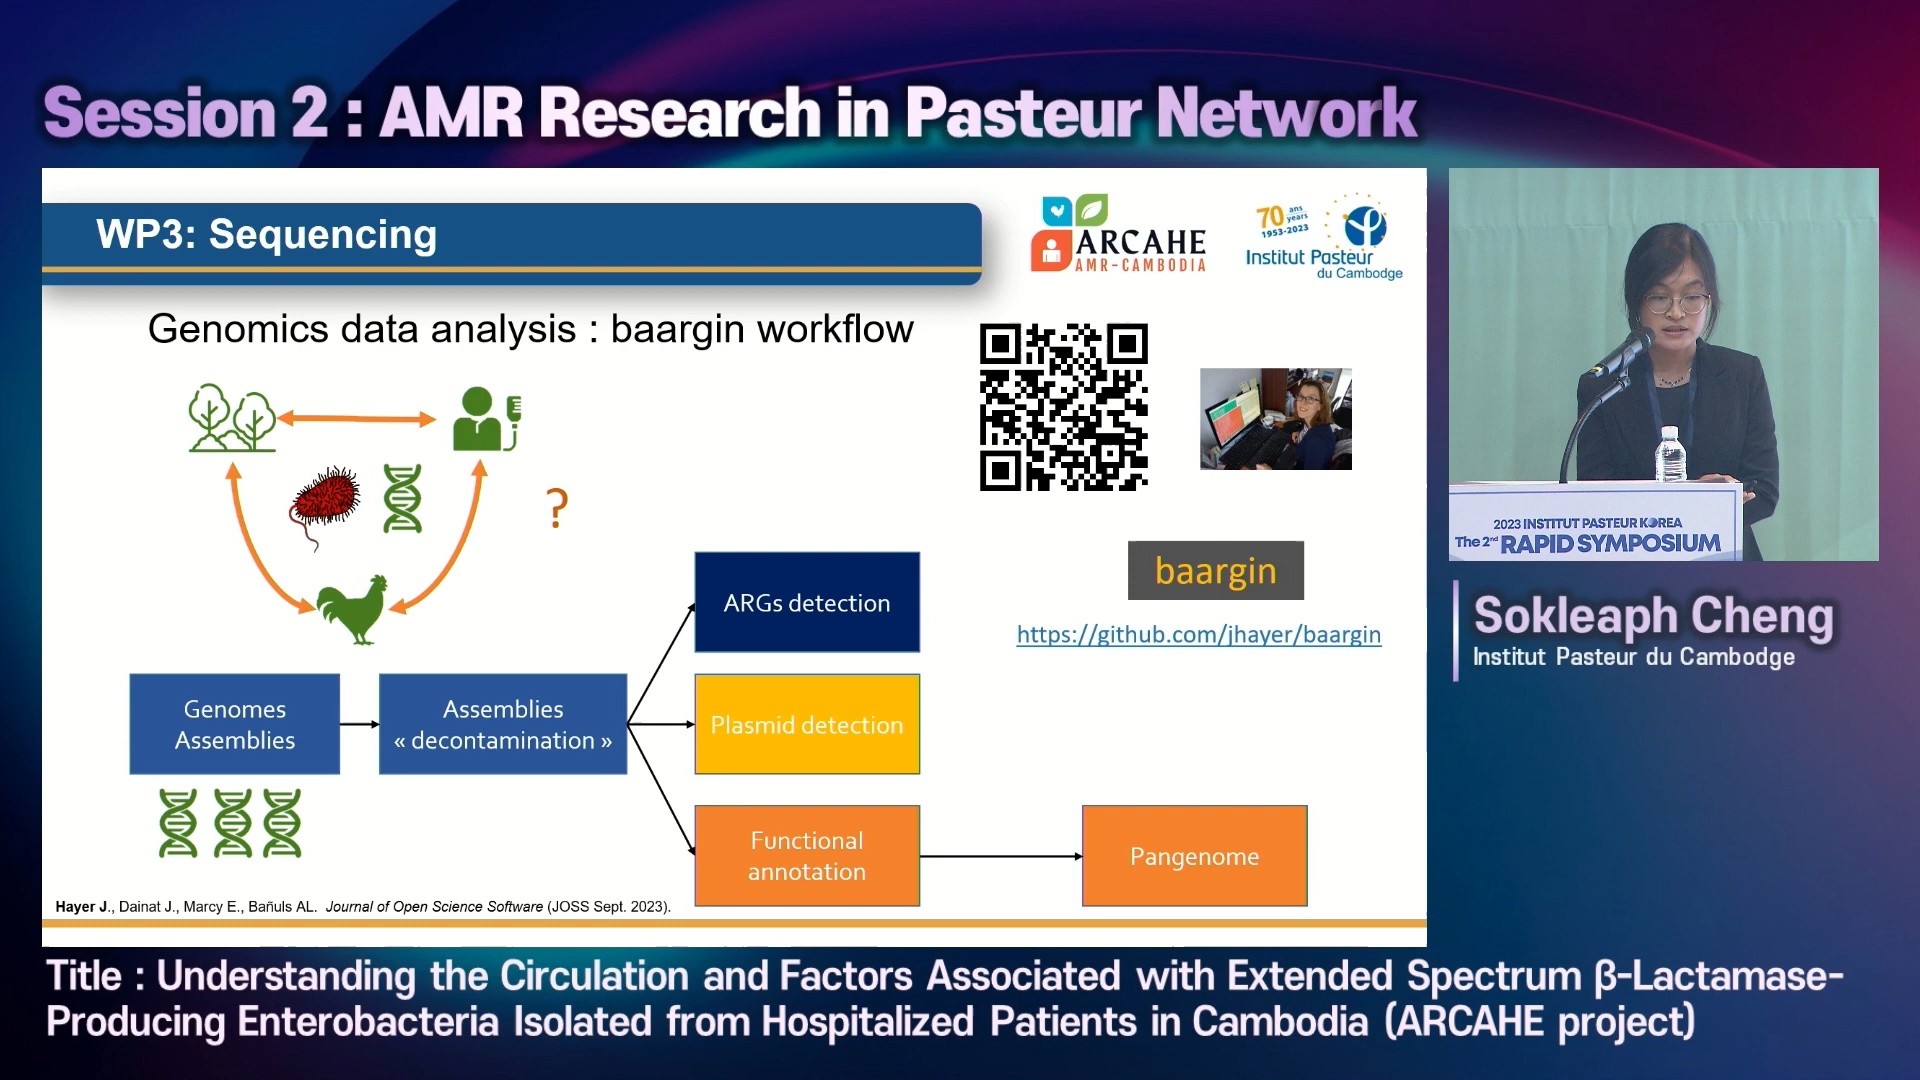 Session 2 : AMR Research in Pasteur Network
WP3: Sequencing
ARCAHE
AMR-CAMBODIA
70 ans
years
1953-2023
Institut Pasteur
du Cambodge
Genomics data analysis : baargin workflow
?
baargin
https://github.com/jhayer/baargin
ARGs detection
Genomes
Assemblies
Assemblies
« decontamination »
Plasmid detection
Functional
annotation
Pangenome
Hayer J., Dainat J., Marcy E., Bañuls AL. Journal of Open Science Software (JOSS Sept. 2023).
2023 INSTITUT PASTEUR KOREA
The 2nd RAPID SYMPOSIUM
Sokleaph Cheng
Institut Pasteur du Cambodge
Title : Understanding the Circulation and Factors Associated with Extended Spectrum β-Lactamase-
Producing Enterobacteria Isolated from Hospitalized Patients in Cambodia (ARCAHE project)